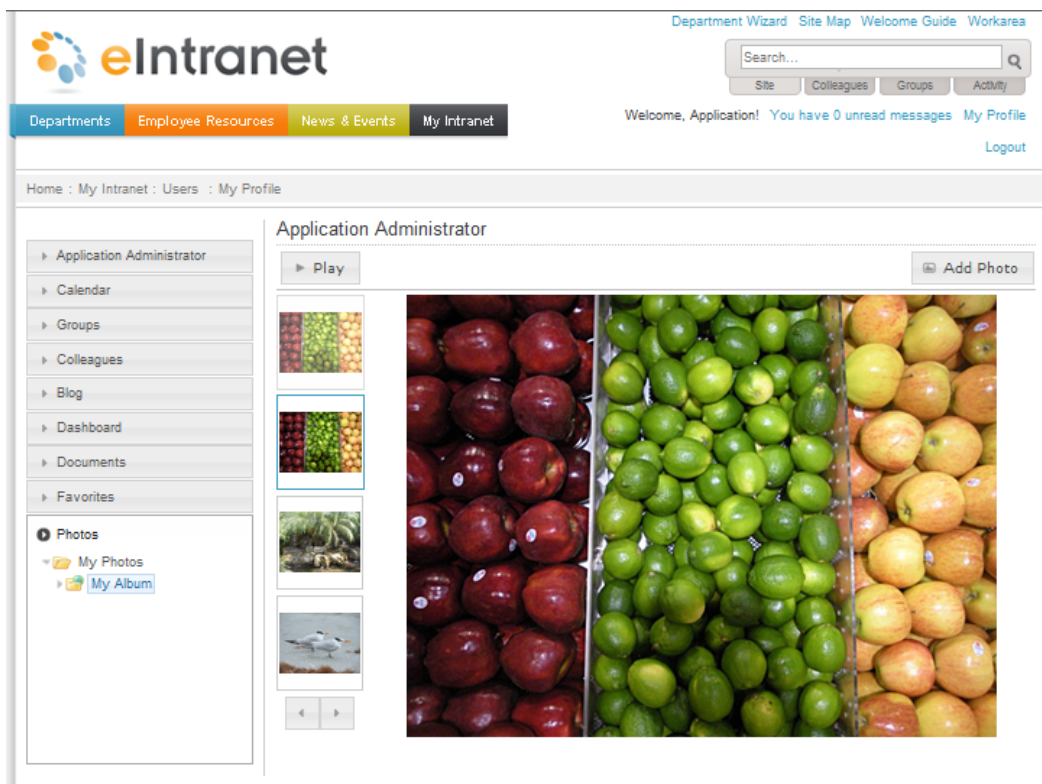 Department Wizard Site Map Welcome Guide Workarea
eIntranet
Search...
Site Colleagues Groups Activity
Departments Employee Resources News & Events My Intranet
Welcome, Application! You have 0 unread messages My Profile
Logout
Home : My Intranet : Users : My Profile
Application Administrator
Play Add Photo
Application Administrator
Calendar
Groups
Colleagues
Blog
Dashboard
Documents
Favorites
Photos
My Photos
My Album